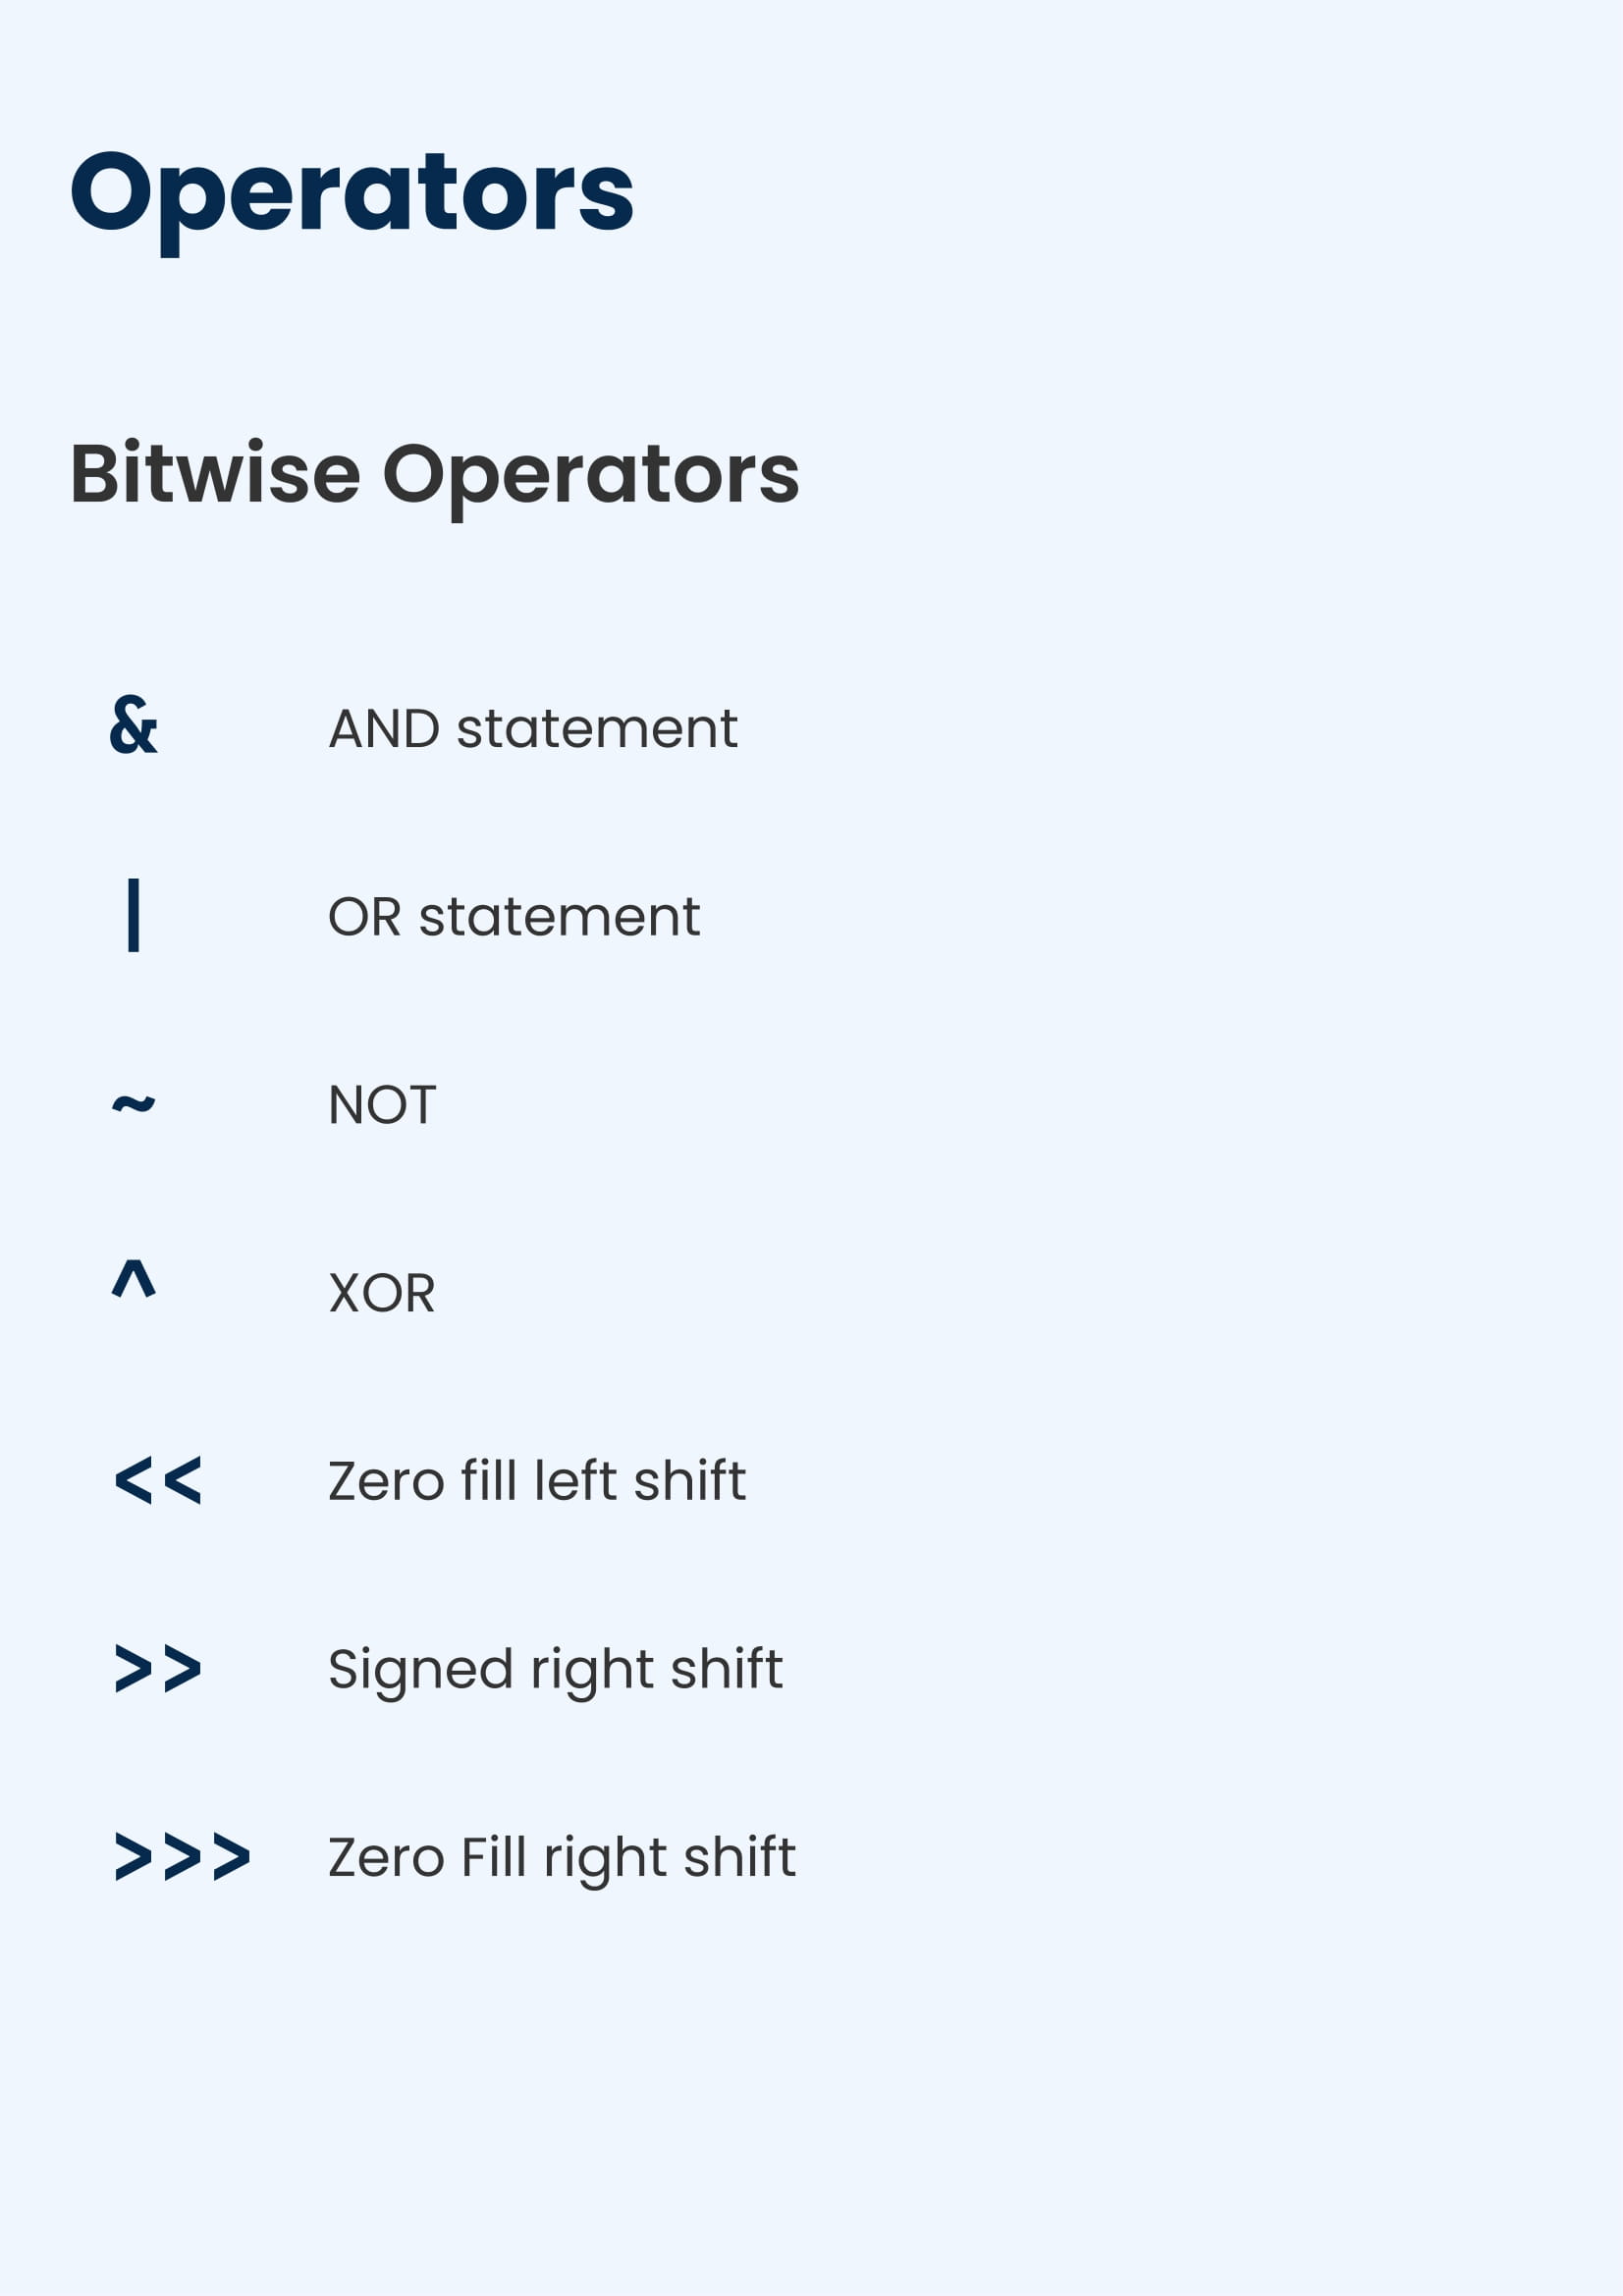 Operators
Bitwise Operators
& AND statement
| OR statement
~ NOT
^ XOR
<< Zero fill left shift
>> Signed right shift
>>> Zero Fill right shift